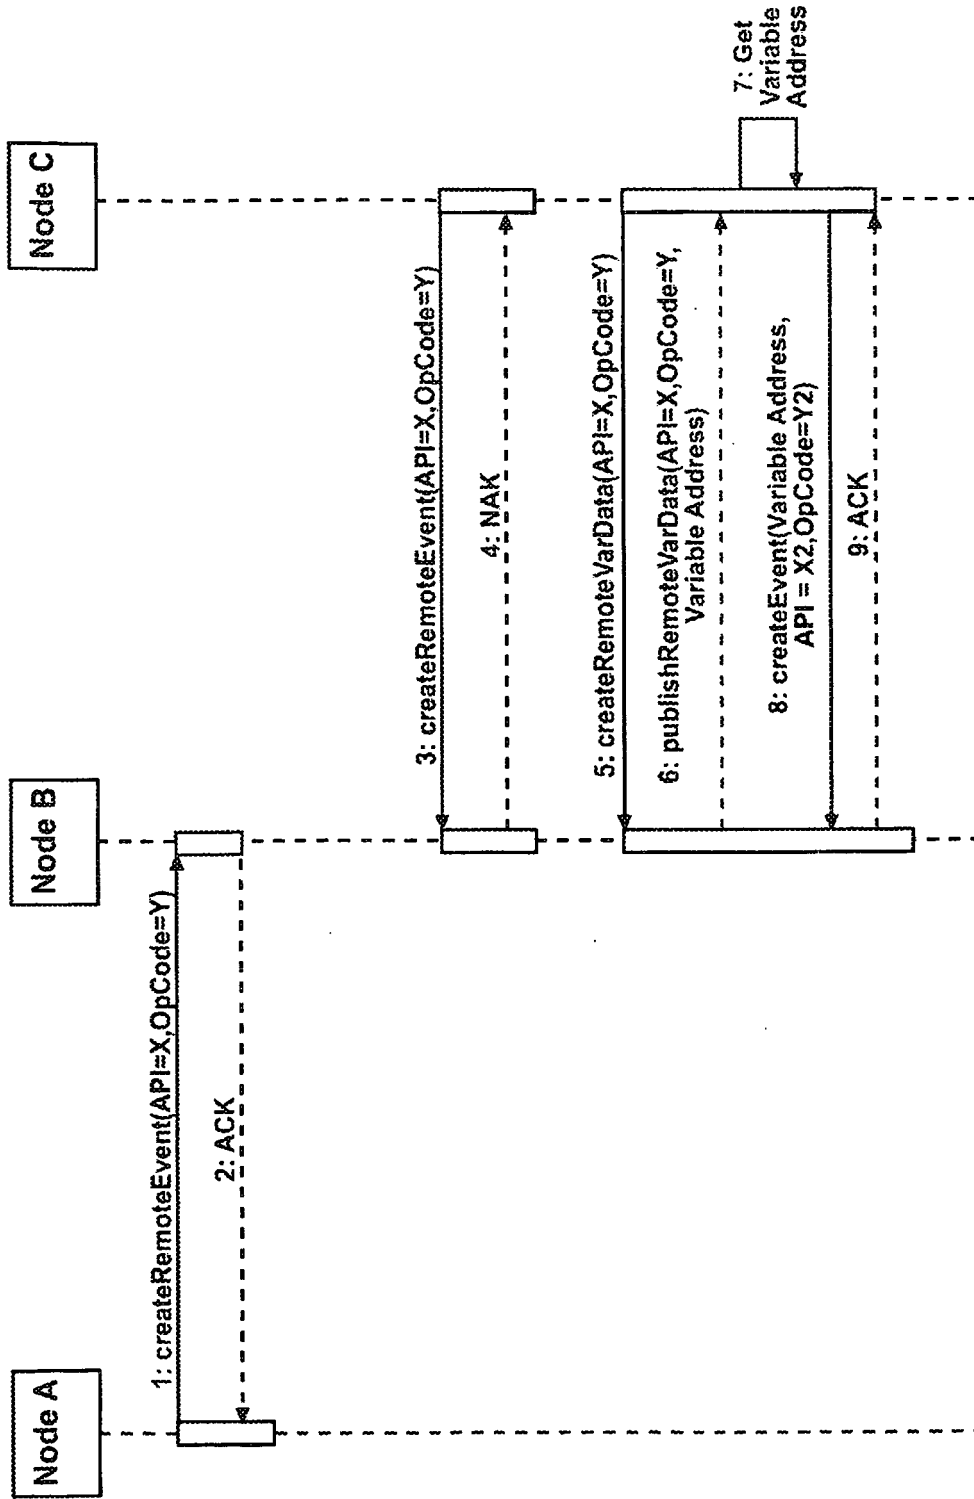 Node A
Node B
Node C
1: createRemoteEvent(API=X,OpCode=Y)
2: ACK
3: createRemoteEvent(API=X,OpCode=Y)
4: NAK
5: createRemoteVarData(API=X,OpCode=Y)
6: publishRemoteVarData(API=X,OpCode=Y,
Variable Address)
7: Get
Variable
Address
8: createEvent(Variable Address,
API = X2,OpCode=Y2)
9: ACK